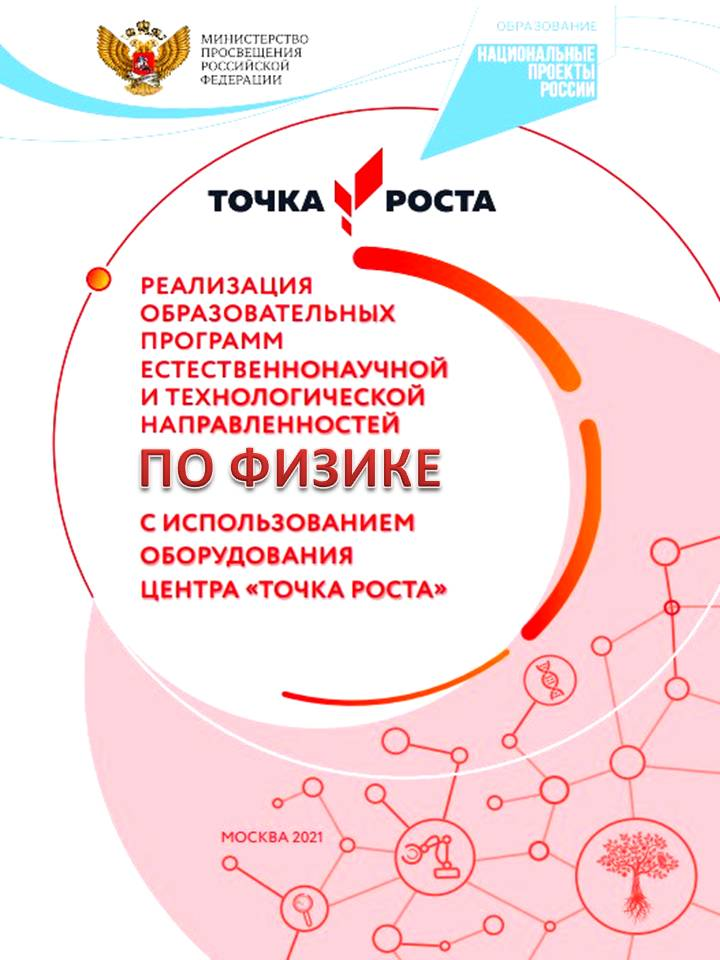 МИНИСТЕРСТВО
ПРОСВЕЩЕНИЯ
РОССИЙСКОЙ
ФЕДЕРАЦИИ
ОБРАЗОВАНИЕ
НАЦИОНАЛЬНЫЕ
ПРОЕКТЫ
РОССИИ
ТОЧКА РОСТА
РЕАЛИЗАЦИЯ
ОБРАЗОВАТЕЛЬНЫХ
ПРОГРАММ
ЕСТЕСТВЕННОНАУЧНОЙ
И ТЕХНОЛОГИЧЕСКОЙ
НАПРАВЛЕННОСТЕЙ
ПО ФИЗИКЕ
С ИСПОЛЬЗОВАНИЕМ
ОБОРУДОВАНИЯ
ЦЕНТРА «ТОЧКА РОСТА»
МОСКВА 2021